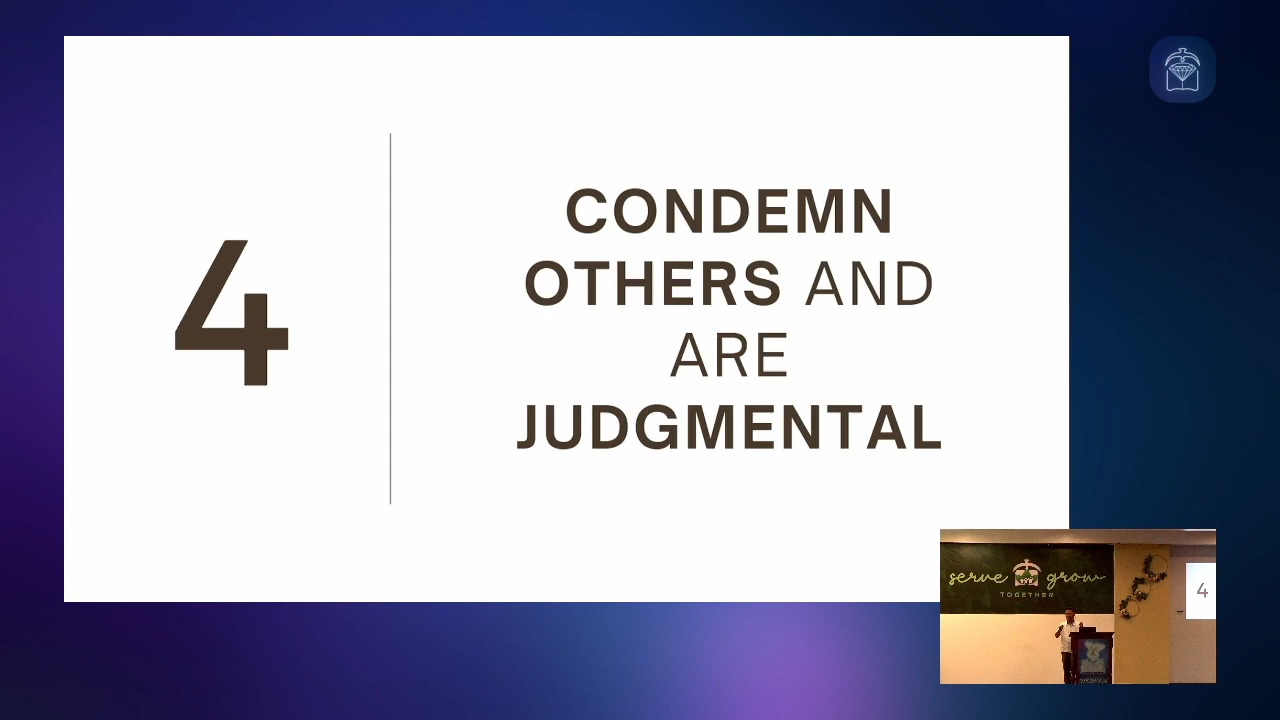 4
CONDEMN
OTHERS AND
ARE
JUDGMENTAL
serve grow
TOGETHER
4